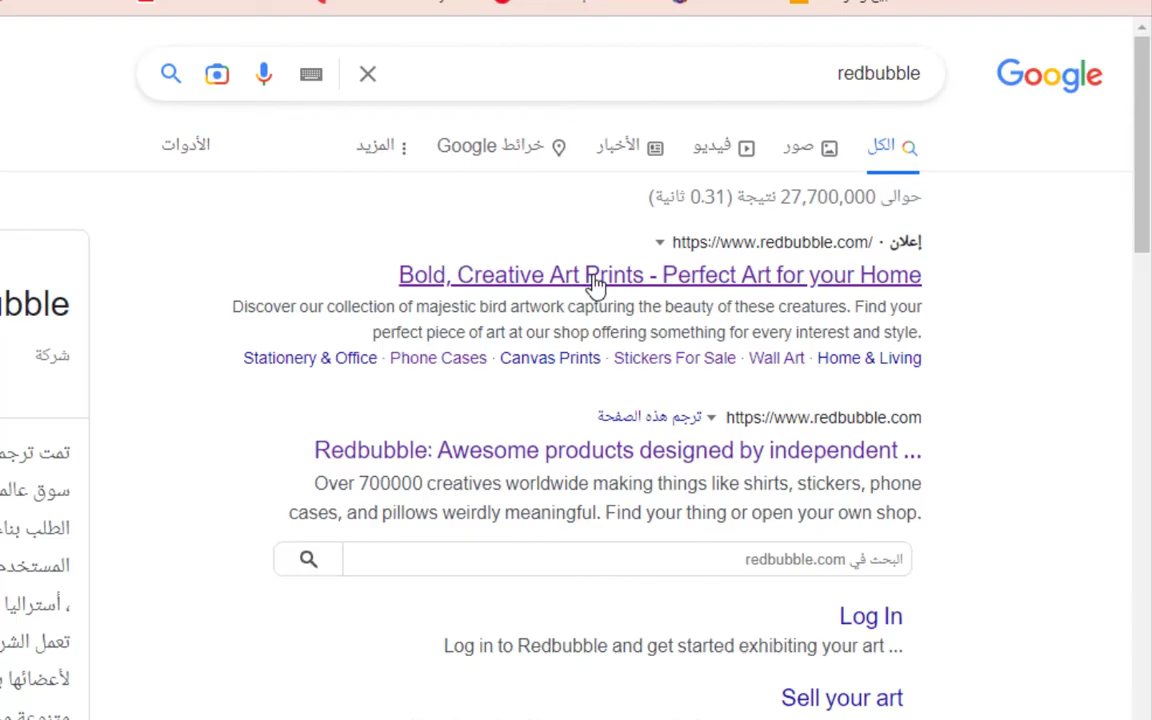 redbubble
Google
الكل
صور
فيديو
الأخبار
خرائط Google
المزيد
الأدوات
حوالى 27,700,000 نتيجة (0.31 ثانية)
إعلان · https://www.redbubble.com/
Bold, Creative Art Prints - Perfect Art for your Home
Discover our collection of majestic bird artwork capturing the beauty of these creatures. Find your
perfect piece of art at our shop offering something for every interest and style.
Stationery & Office · Phone Cases · Canvas Prints · Stickers For Sale · Wall Art · Home & Living
https://www.redbubble.com ترجم هذه الصفحة
Redbubble: Awesome products designed by independent ...
Over 700000 creatives worldwide making things like shirts, stickers, phone
cases, and pillows weirdly meaningful. Find your thing or open your own shop.
البحث في redbubble.com
Log In
Log in to Redbubble and get started exhibiting your art ...
Sell your art
ubble
شركة
تمت ترجم
سوق عالم
الطلب بناء
المستخدم
، أستراليا
تعمل الشر
لأعضائها